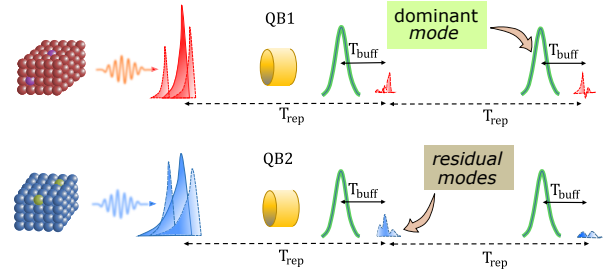 QB1
dominant
mode
T_buff
T_buff
T_rep
T_rep
QB2
residual
modes
T_buff
T_buff
T_rep
T_rep